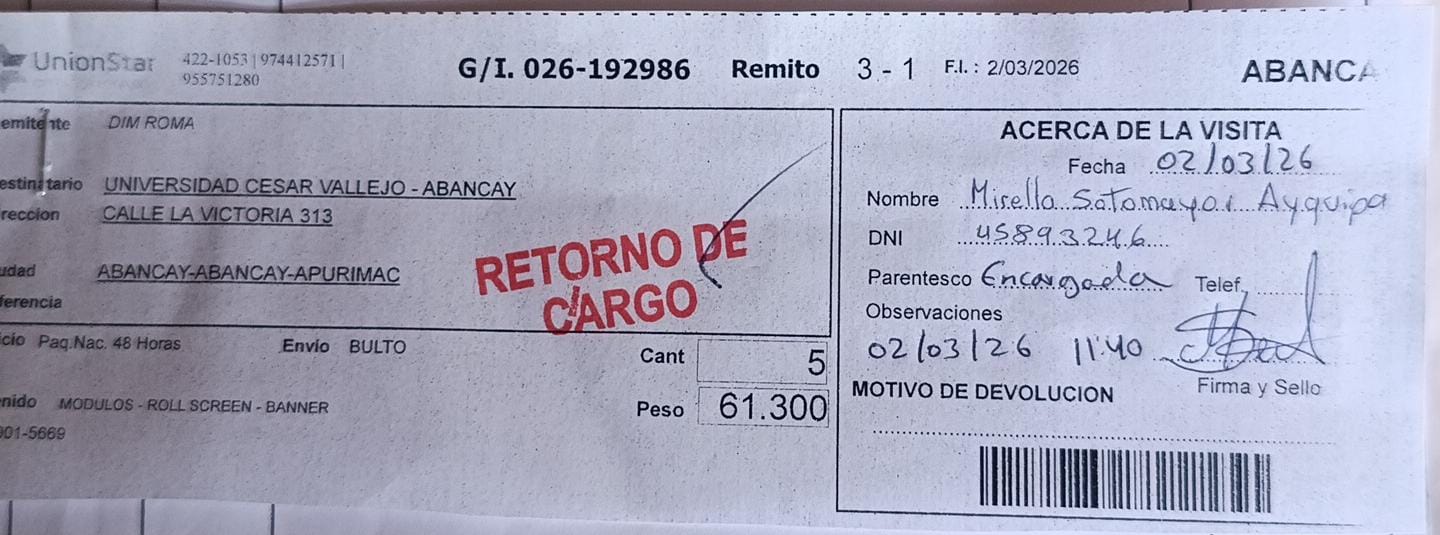 UnionStar 422-1053 | 974412571 |
955751280
G/I. 026-192986 Remito 3 - 1 F.I. : 2/03/2026 ABANCA
emitente DIM ROMA
estinatario UNIVERSIDAD CESAR VALLEJO - ABANCAY
reccion CALLE LA VICTORIA 313
udad ABANCAY-ABANCAY-APURIMAC
ferencia
RETORNO DE
CARGO
icio Paq.Nac. 48 Horas Envío BULTO
Cant 5
enido MODULOS - ROLL SCREEN - BANNER
Peso 61.300
001-5669
ACERCA DE LA VISITA
Fecha 02/03/26
Nombre Mirella Sotomayor Ayquipa
DNI 45893246
Parentesco Encargada Telef.
Observaciones
02/03/26 11:40
Firma y Sello
MOTIVO DE DEVOLUCION